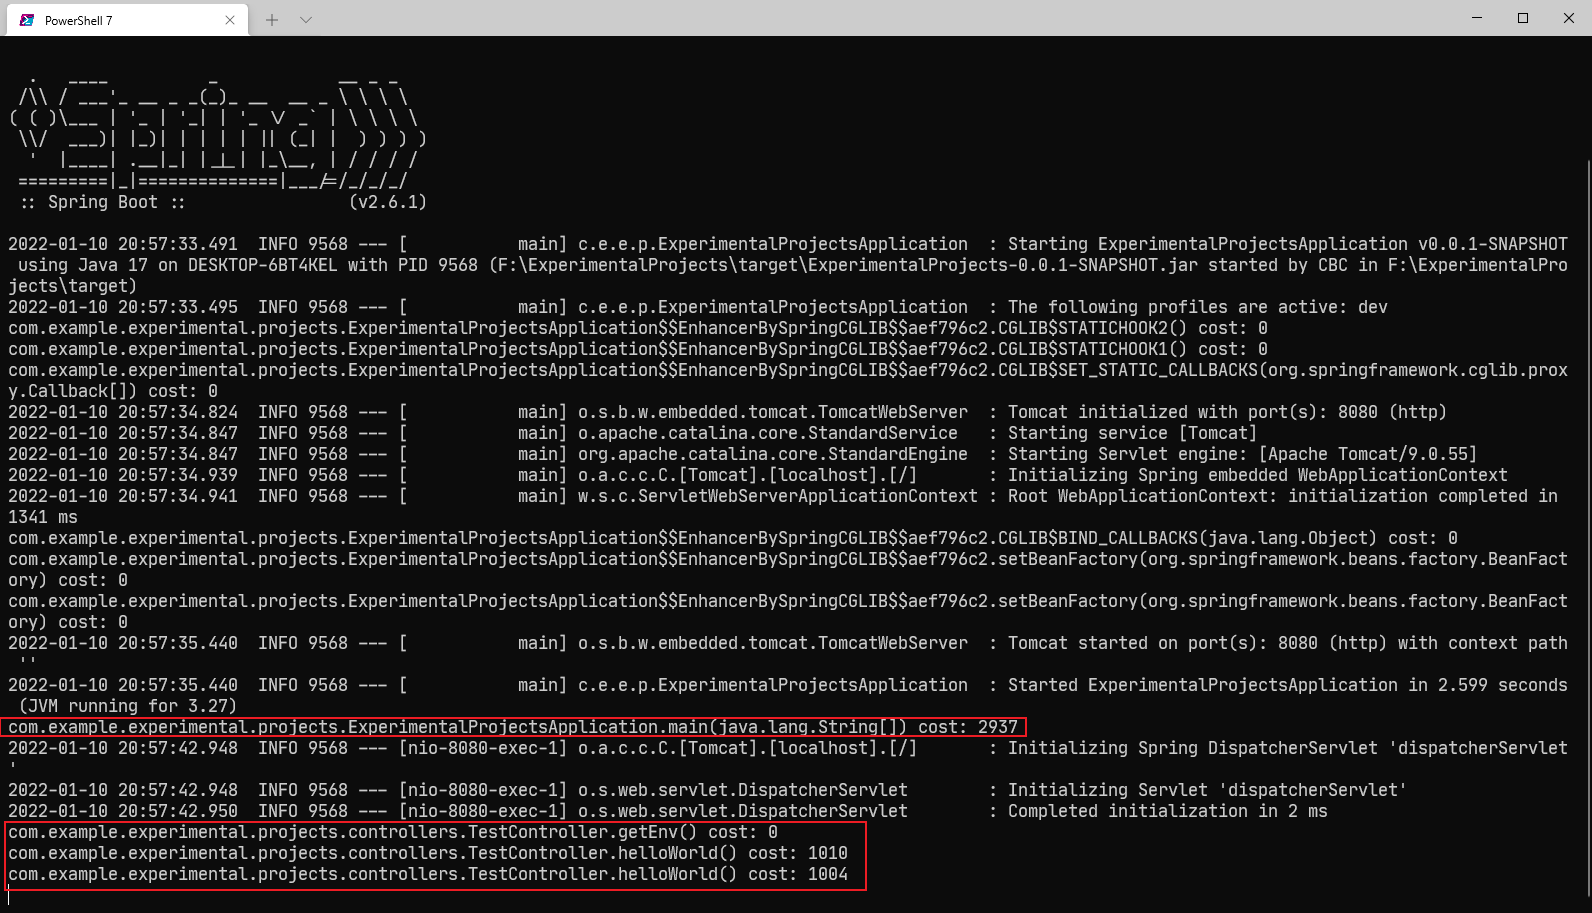 PowerShell 7
  .   ____          _            __ _ _
 /\\ / ___'_ __ _ _(_)_ __  __ _ \ \ \ \
( ( )\___ | '_ | '_| | '_ \/ _` | \ \ \ \
 \\/  ___)| |_)| | | | | || (_| |  ) ) ) )
  '  |____| .__|_| |_|_| |_\__, | / / / /
 =========|_|==============|___/=/_/_/_/
 :: Spring Boot ::                (v2.6.1)
2022-01-10 20:57:33.491  INFO 9568 --- [           main] c.e.e.p.ExperimentalProjectsApplication  : Starting ExperimentalProjectsApplication v0.0.1-SNAPSHOT
 using Java 17 on DESKTOP-6BT4KEL with PID 9568 (F:\ExperimentalProjects\target\ExperimentalProjects-0.0.1-SNAPSHOT.jar started by CBC in F:\ExperimentalPro
jects\target)
2022-01-10 20:57:33.495  INFO 9568 --- [           main] c.e.e.p.ExperimentalProjectsApplication  : The following profiles are active: dev
com.example.experimental.projects.ExperimentalProjectsApplication$$EnhancerBySpringCGLIB$$aef796c2.CGLIB$STATICHOOK2() cost: 0
com.example.experimental.projects.ExperimentalProjectsApplication$$EnhancerBySpringCGLIB$$aef796c2.CGLIB$STATICHOOK1() cost: 0
com.example.experimental.projects.ExperimentalProjectsApplication$$EnhancerBySpringCGLIB$$aef796c2.CGLIB$SET_STATIC_CALLBACKS(org.springframework.cglib.prox
y.Callback[]) cost: 0
2022-01-10 20:57:34.824  INFO 9568 --- [           main] o.s.b.w.embedded.tomcat.TomcatWebServer  : Tomcat initialized with port(s): 8080 (http)
2022-01-10 20:57:34.847  INFO 9568 --- [           main] o.apache.catalina.core.StandardService   : Starting service [Tomcat]
2022-01-10 20:57:34.847  INFO 9568 --- [           main] org.apache.catalina.core.StandardEngine  : Starting Servlet engine: [Apache Tomcat/9.0.55]
2022-01-10 20:57:34.939  INFO 9568 --- [           main] o.a.c.c.C.[Tomcat].[localhost].[/]       : Initializing Spring embedded WebApplicationContext
2022-01-10 20:57:34.941  INFO 9568 --- [           main] w.s.c.ServletWebServerApplicationContext : Root WebApplicationContext: initialization completed in
1341 ms
com.example.experimental.projects.ExperimentalProjectsApplication$$EnhancerBySpringCGLIB$$aef796c2.CGLIB$BIND_CALLBACKS(java.lang.Object) cost: 0
com.example.experimental.projects.ExperimentalProjectsApplication$$EnhancerBySpringCGLIB$$aef796c2.setBeanFactory(org.springframework.beans.factory.BeanFact
ory) cost: 0
com.example.experimental.projects.ExperimentalProjectsApplication$$EnhancerBySpringCGLIB$$aef796c2.setBeanFactory(org.springframework.beans.factory.BeanFact
ory) cost: 0
2022-01-10 20:57:35.440  INFO 9568 --- [           main] o.s.b.w.embedded.tomcat.TomcatWebServer  : Tomcat started on port(s): 8080 (http) with context path
 ''
2022-01-10 20:57:35.440  INFO 9568 --- [           main] c.e.e.p.ExperimentalProjectsApplication  : Started ExperimentalProjectsApplication in 2.599 seconds
 (JVM running for 3.27)
com.example.experimental.projects.ExperimentalProjectsApplication.main(java.lang.String[]) cost: 2937
2022-01-10 20:57:42.948  INFO 9568 --- [nio-8080-exec-1] o.a.c.c.C.[Tomcat].[localhost].[/]       : Initializing Spring DispatcherServlet 'dispatcherServlet
'
2022-01-10 20:57:42.948  INFO 9568 --- [nio-8080-exec-1] o.s.web.servlet.DispatcherServlet        : Initializing Servlet 'dispatcherServlet'
2022-01-10 20:57:42.950  INFO 9568 --- [nio-8080-exec-1] o.s.web.servlet.DispatcherServlet        : Completed initialization in 2 ms
com.example.experimental.projects.controllers.TestController.getEnv() cost: 0
com.example.experimental.projects.controllers.TestController.helloWorld() cost: 1010
com.example.experimental.projects.controllers.TestController.helloWorld() cost: 1004